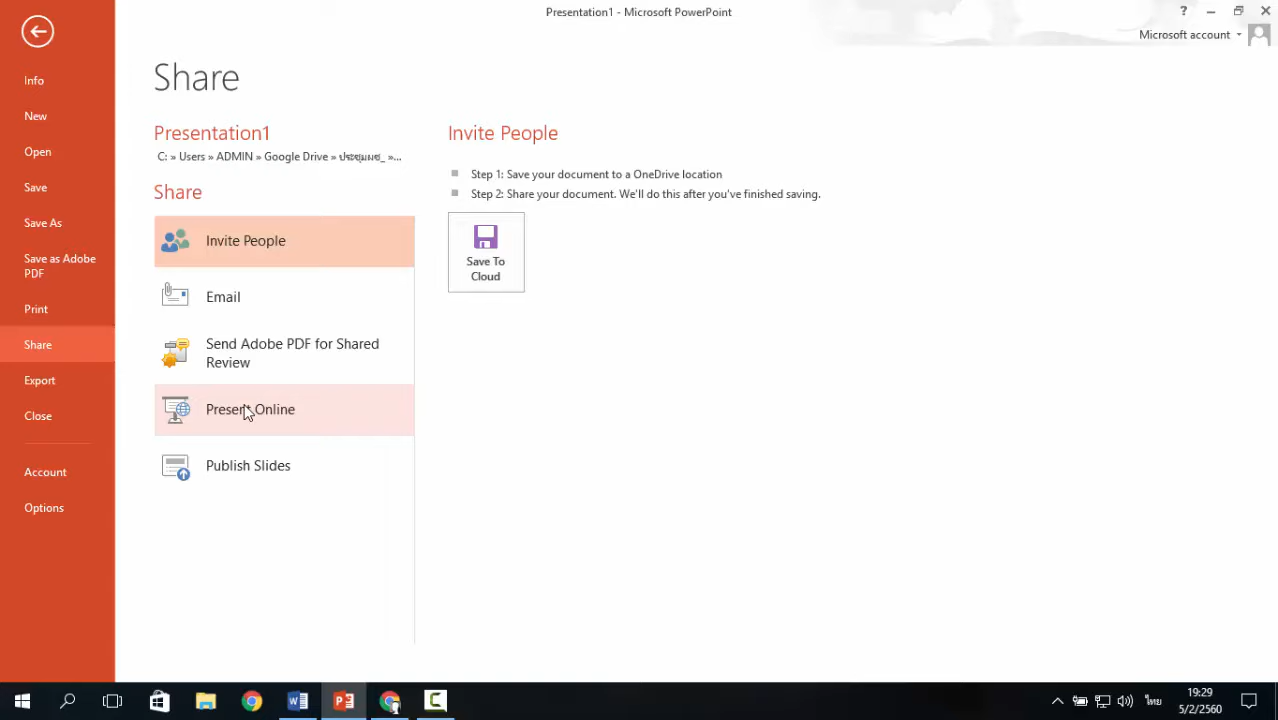 Presentation1 - Microsoft PowerPoint
?
Microsoft account
Info
New
Open
Save
Save As
Save as Adobe
PDF
Print
Share
Export
Close
Account
Options
Share
Presentation1
C: » Users » ADMIN » Google Drive » »...
Share
Invite People
Email
Send Adobe PDF for Shared
Review
Present Online
Publish Slides
Invite People
Step 1: Save your document to a OneDrive location
Step 2: Share your document. We'll do this after you've finished saving.
Save To
Cloud
ไทย
19:29
5/2/2560